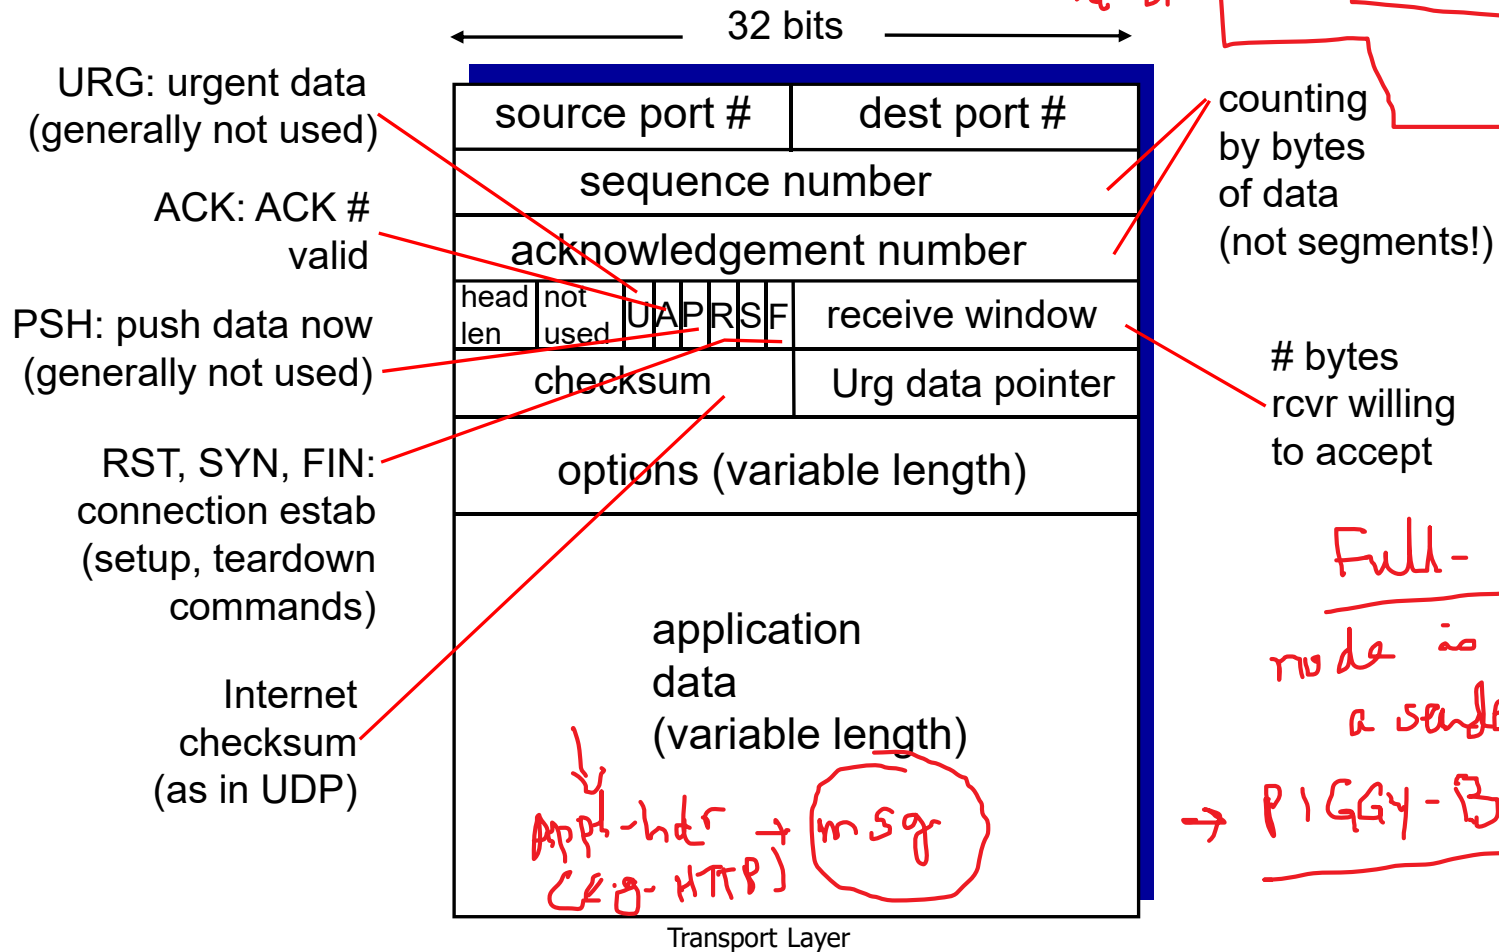 32 bits
URG: urgent data
(generally not used)
ACK: ACK #
valid
PSH: push data now
(generally not used)
RST, SYN, FIN:
connection estab
(setup, teardown
commands)
Internet
checksum
(as in UDP)
source port # dest port #
sequence number
acknowledgement number
head
len
not
used
U A P R S F
receive window
checksum Urg data pointer
options (variable length)
application
data
(variable length)
Appl-hdr → msg
(E.g. HTTP)
counting
by bytes
of data
(not segments!)
# bytes
rcvr willing
to accept
Full-
node is
a
→ PIGGY-B
Transport Layer